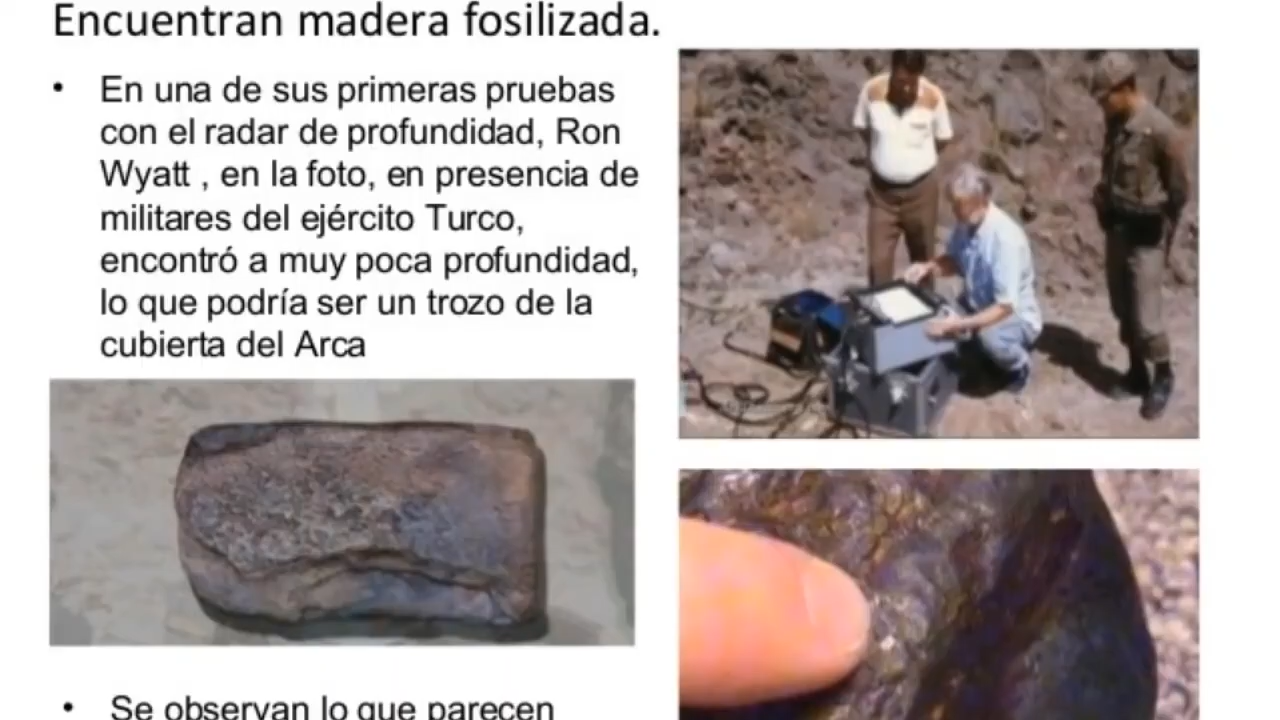 Encuentran madera fosilizada.
• En una de sus primeras pruebas
con el radar de profundidad, Ron
Wyatt , en la foto, en presencia de
militares del ejército Turco,
encontró a muy poca profundidad,
lo que podría ser un trozo de la
cubierta del Arca
• Se observan lo que parecen